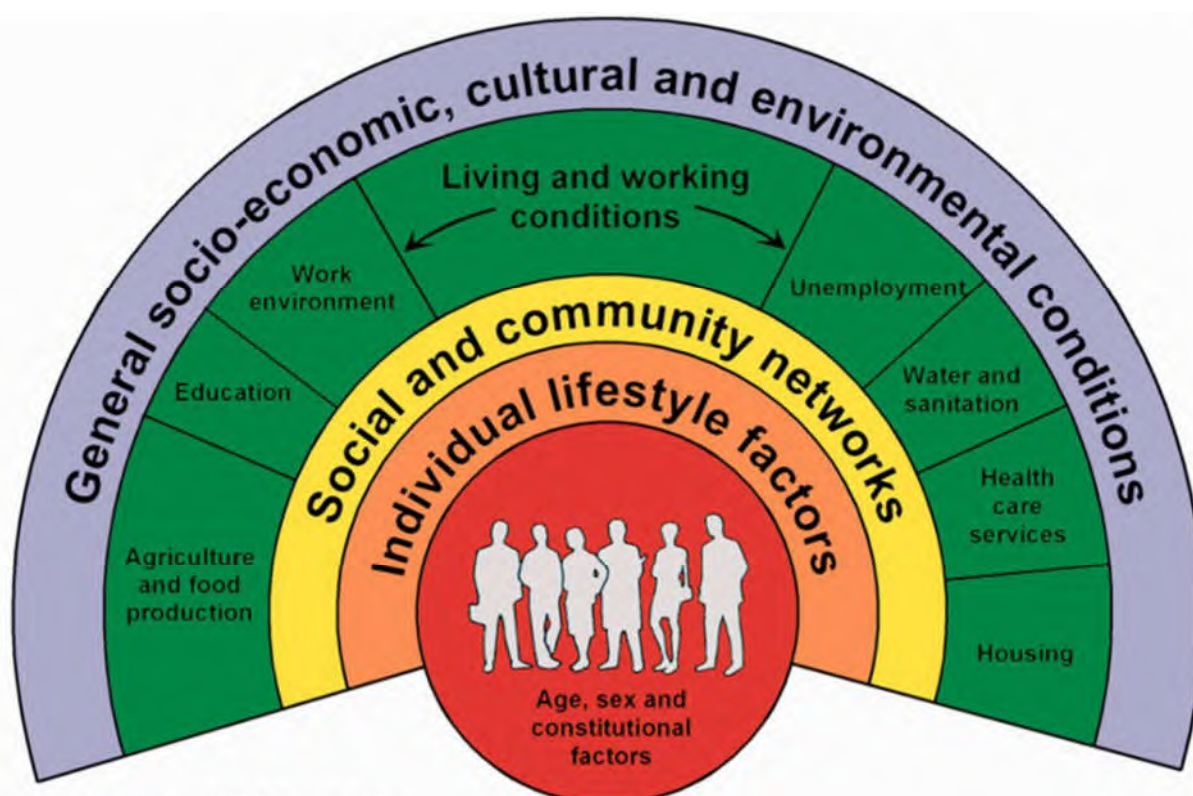 General socio-economic, cultural and environmental conditions
Living and working
conditions
Work
environment
Unemployment
Education
Water and
sanitation
Agriculture
and food
production
Health
care
services
Housing
Social and community networks
Individual lifestyle factors
Age, sex and
constitutional
factors